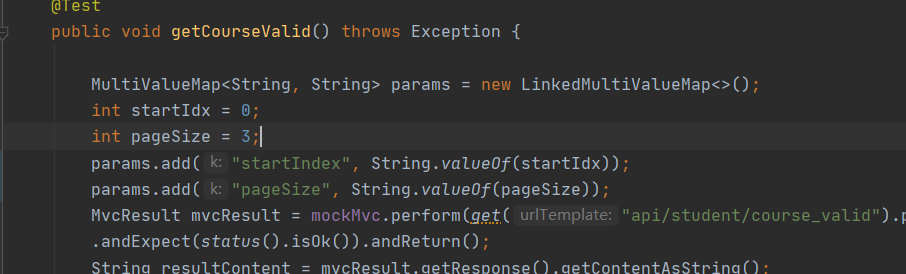 @Test
public void getCourseValid() throws Exception {
MultiValueMap<String, String> params = new LinkedMultiValueMap<>();
int startIdx = 0;
int pageSize = 3;
params.add( k: "startIndex", String.valueOf(startIdx));
params.add( k: "pageSize", String.valueOf(pageSize));
MvcResult mvcResult = mockMvc.perform(get( urlTemplate: "api/student/course_valid").p
.andExpect(status().isOk()).andReturn();
String resultContent = mvcResult.getResponse().getContentAsString();